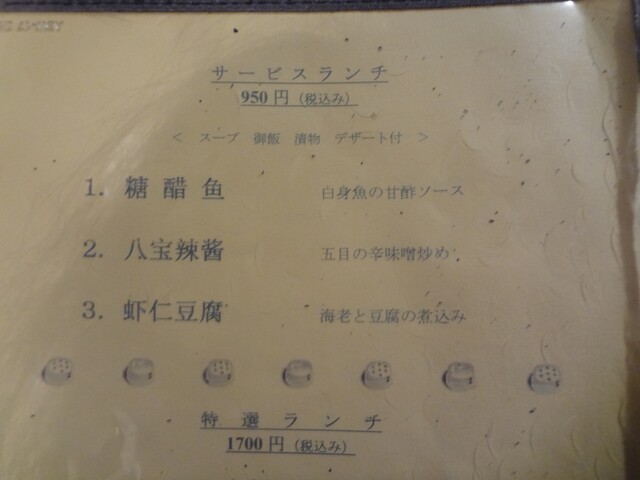 サービスランチ
950円（税込み）
＜ スープ 御飯 漬物 デザート付 ＞
1. 糖醋鱼 白身魚の甘酢ソース
2. 八宝辣酱 五目の辛味噌炒め
3. 虾仁豆腐 海老と豆腐の煮込み
特選ランチ
1700円（税込み）